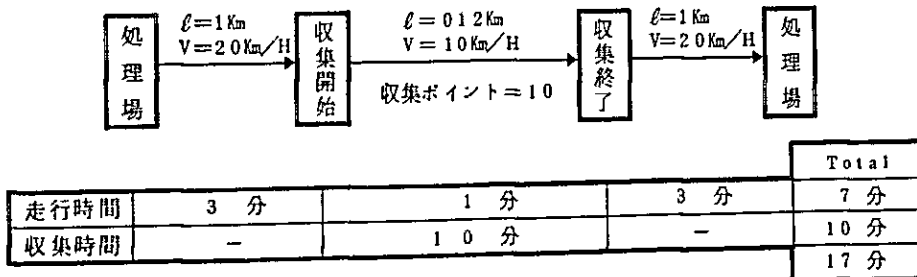 処理場
ℓ=1Km
V=20Km/H
収集開始
ℓ=012Km
V=10Km/H
収集ポイント=10
収集終了
ℓ=1Km
V=20Km/H
処理場
Total
走行時間 3 分 1 分 3 分 7 分
収集時間 - 10 分 - 10 分
17 分